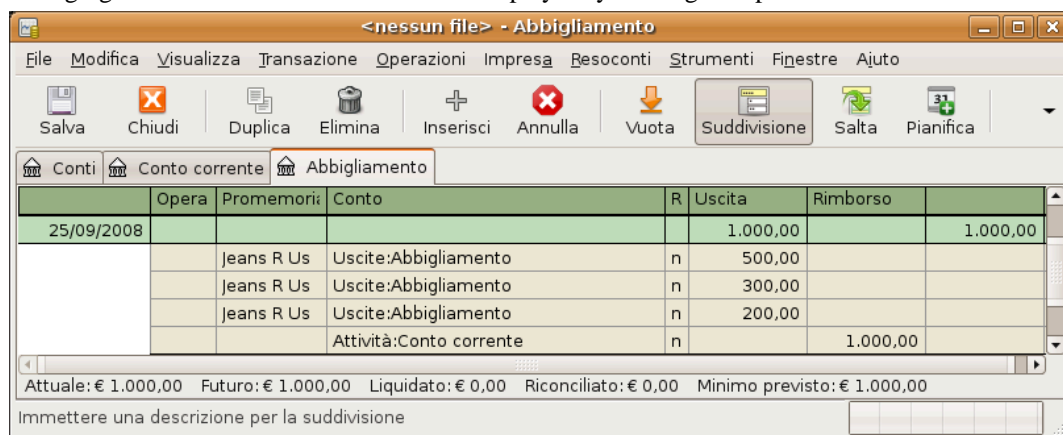 <nessun file> - Abbigliamento
File Modifica Visualizza Transazione Operazioni Impresa Resoconti Strumenti Finestre Aiuto
Salva Chiudi Duplica Elimina Inserisci Annulla Vuota Suddivisione Salta Pianifica
Conti Conto corrente Abbigliamento
Opera Promemoria Conto R Uscita Rimborso
25/09/2008 1.000,00 1.000,00
Jeans R Us Uscite:Abbigliamento n 500,00
Jeans R Us Uscite:Abbigliamento n 300,00
Jeans R Us Uscite:Abbigliamento n 200,00
Attività:Conto corrente n 1.000,00
Attuale: € 1.000,00 Futuro: € 1.000,00 Liquidato: € 0,00 Riconciliato: € 0,00 Minimo previsto: € 1.000,00
Immettere una descrizione per la suddivisione